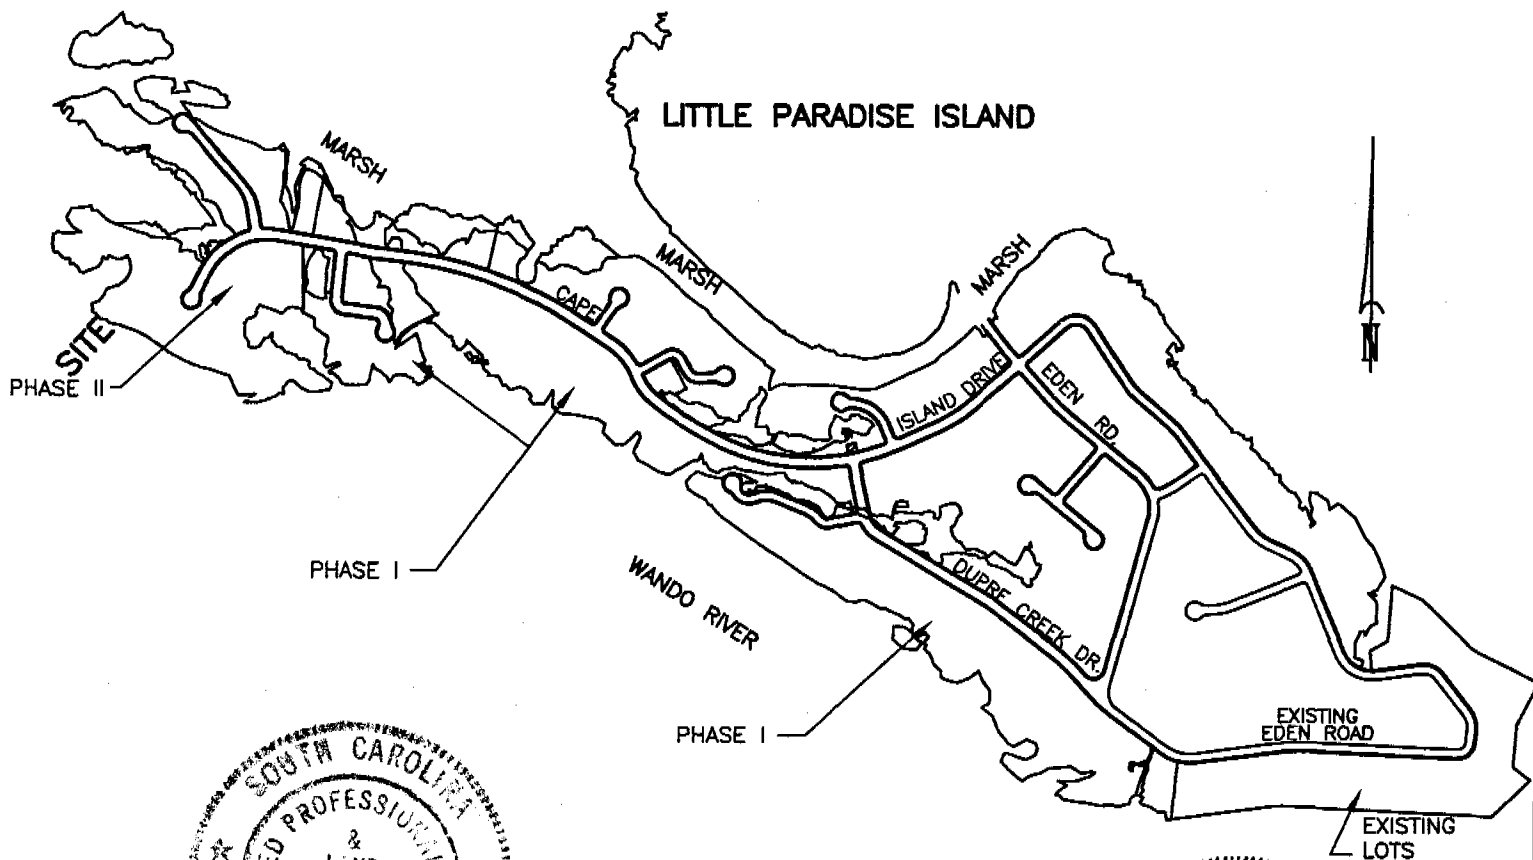 LITTLE PARADISE ISLAND
MARSH
MARSH
MARSH
SITE
PHASE II
CAPE
ISLAND DRIVE
EDEN RD.
N
PHASE I
WANDO RIVER
DUPRE CREEK DR.
PHASE I
EXISTING
EDEN ROAD
EXISTING
LOTS
SOUTH CAROLINA
PROFESSIONAL
&